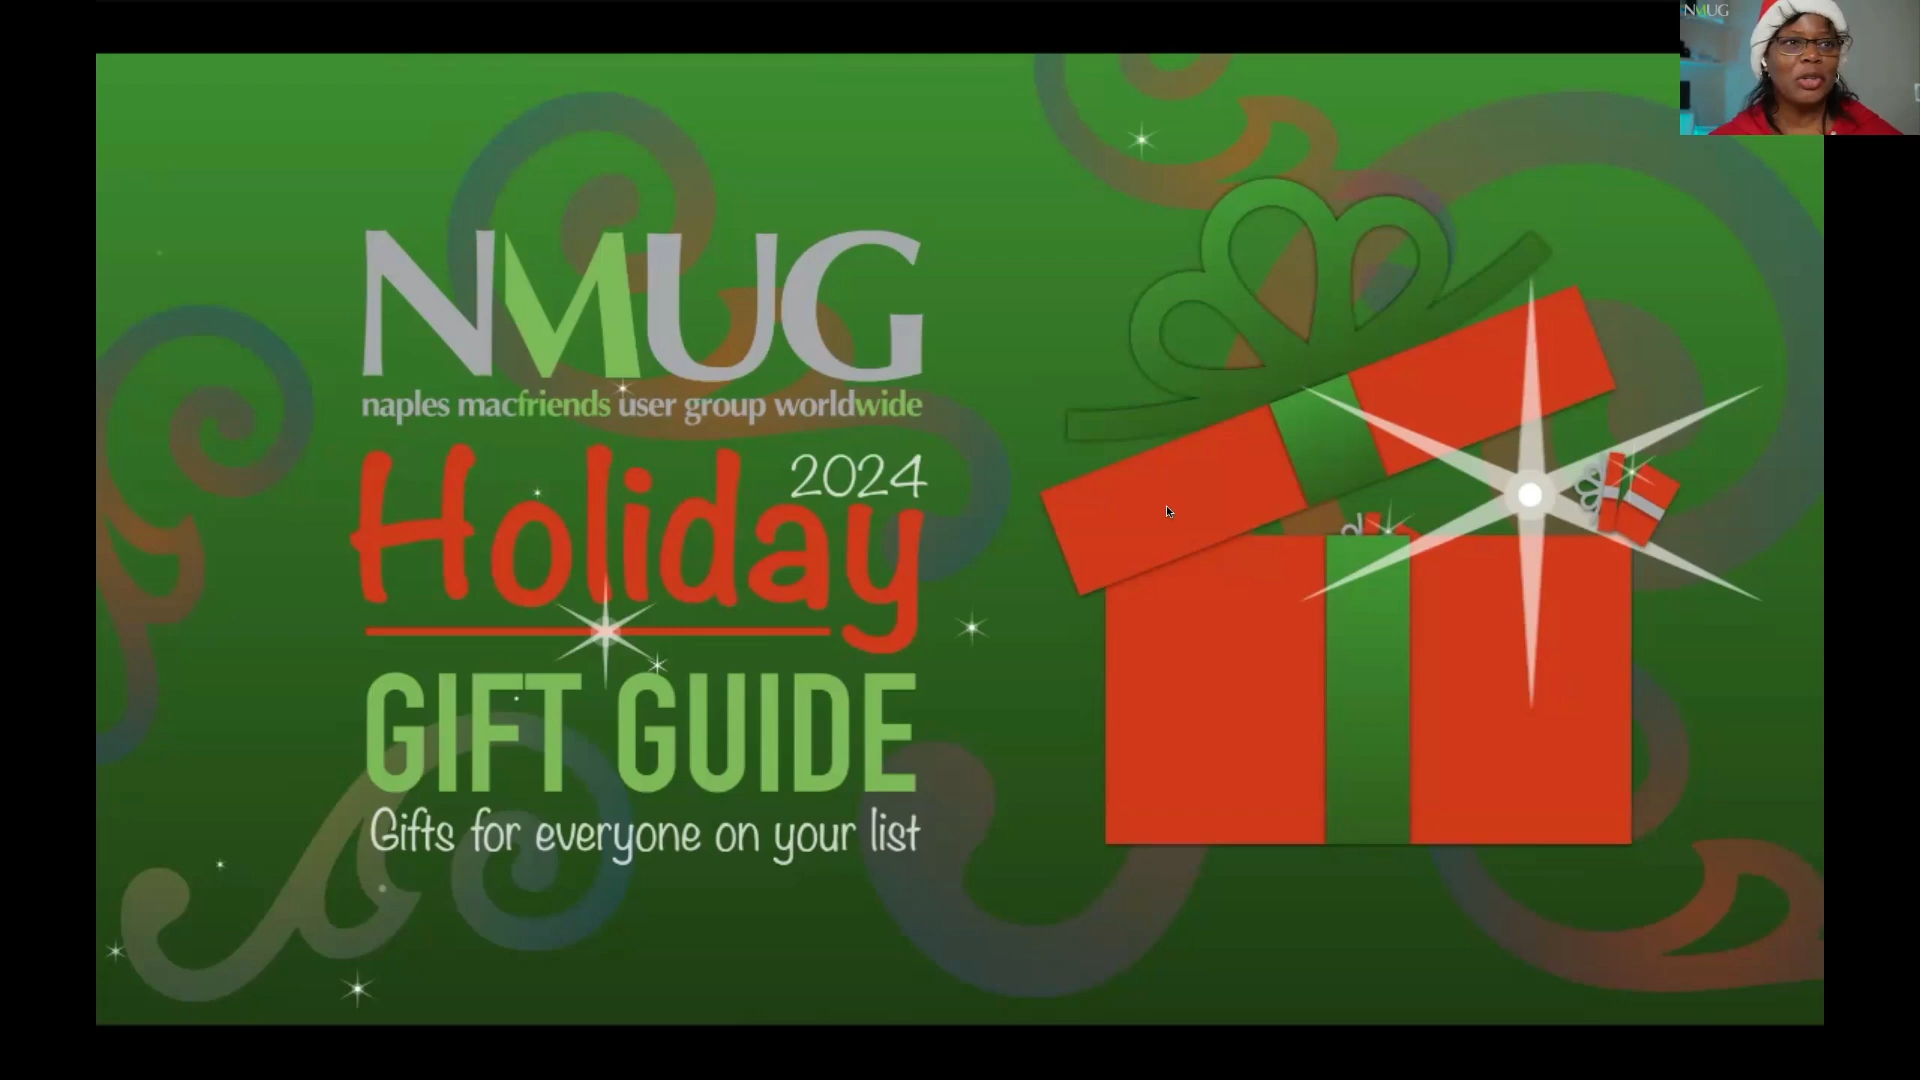 NMUG
NMUG
naples macfriends user group worldwide
2024
Holiday
GIFT GUIDE
Gifts for everyone on your list